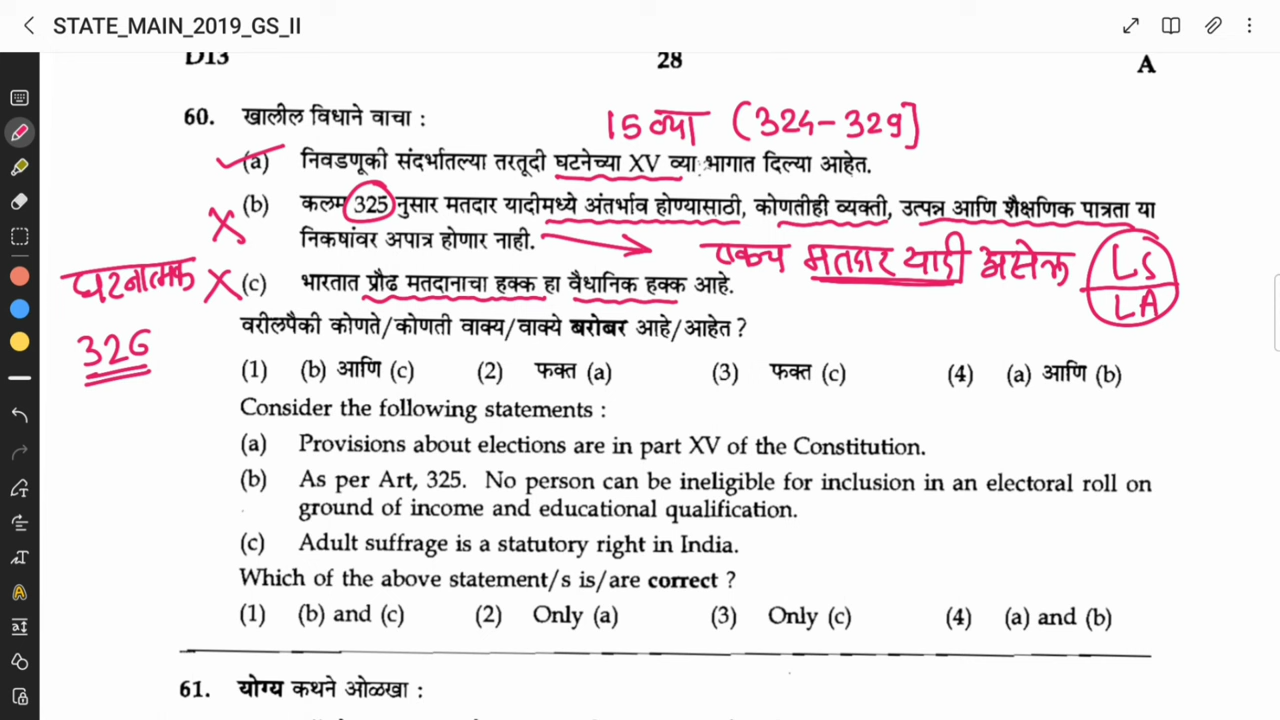 STATE_MAIN_2019_GS_II
D13 28 A
60. खालील विधाने वाचा : 15 व्या (324-329]
(a) निवडणूकी संदर्भातल्या तरतूदी घटनेच्या XV व्या भागात दिल्या आहेत.
(b) कलम 325 नुसार मतदार यादीमध्ये अंतर्भाव होण्यासाठी, कोणतीही व्यक्ती, उत्पन्न आणि शैक्षणिक पात्रता या
निकषांवर अपात्र होणार नाही. एकच मतदार यादी असेल LS
LA
घटनात्मक (c) भारतात प्रौढ मतदानाचा हक्क हा वैधानिक हक्क आहे.
326 वरीलपैकी कोणते/कोणती वाक्य/वाक्ये बरोबर आहे/आहेत ?
(1) (b) आणि (c) (2) फक्त (a) (3) फक्त (c) (4) (a) आणि (b)
Consider the following statements :
(a) Provisions about elections are in part XV of the Constitution.
(b) As per Art, 325. No person can be ineligible for inclusion in an electoral roll on
ground of income and educational qualification.
(c) Adult suffrage is a statutory right in India.
Which of the above statement/s is/are correct ?
(1) (b) and (c) (2) Only (a) (3) Only (c) (4) (a) and (b)
61. योग्य कथने ओळखा :